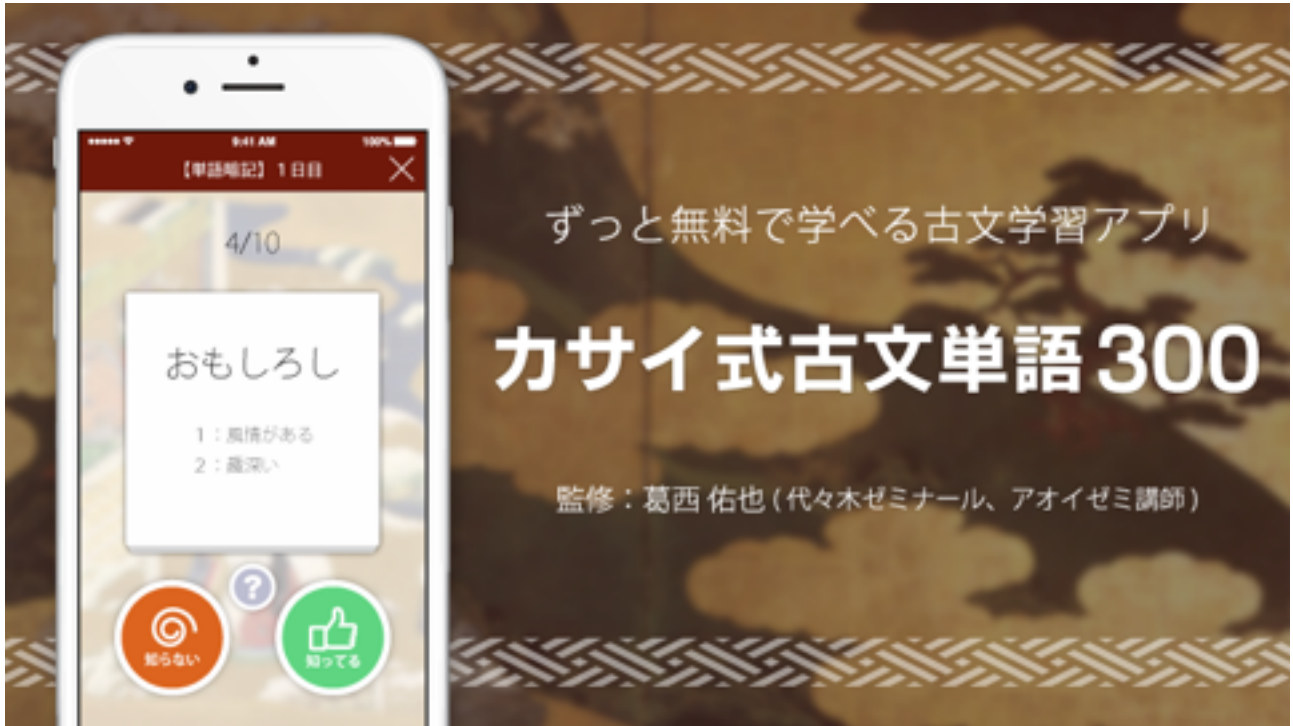 9:41 AM
100%
【単語暗記】1日目
4/10
おもしろし
1：風情がある
2：趣深い
?
知らない
知ってる
ずっと無料で学べる古文学習アプリ
カサイ式古文単語300
監修：葛西 佑也 (代々木ゼミナール、アオイゼミ講師)